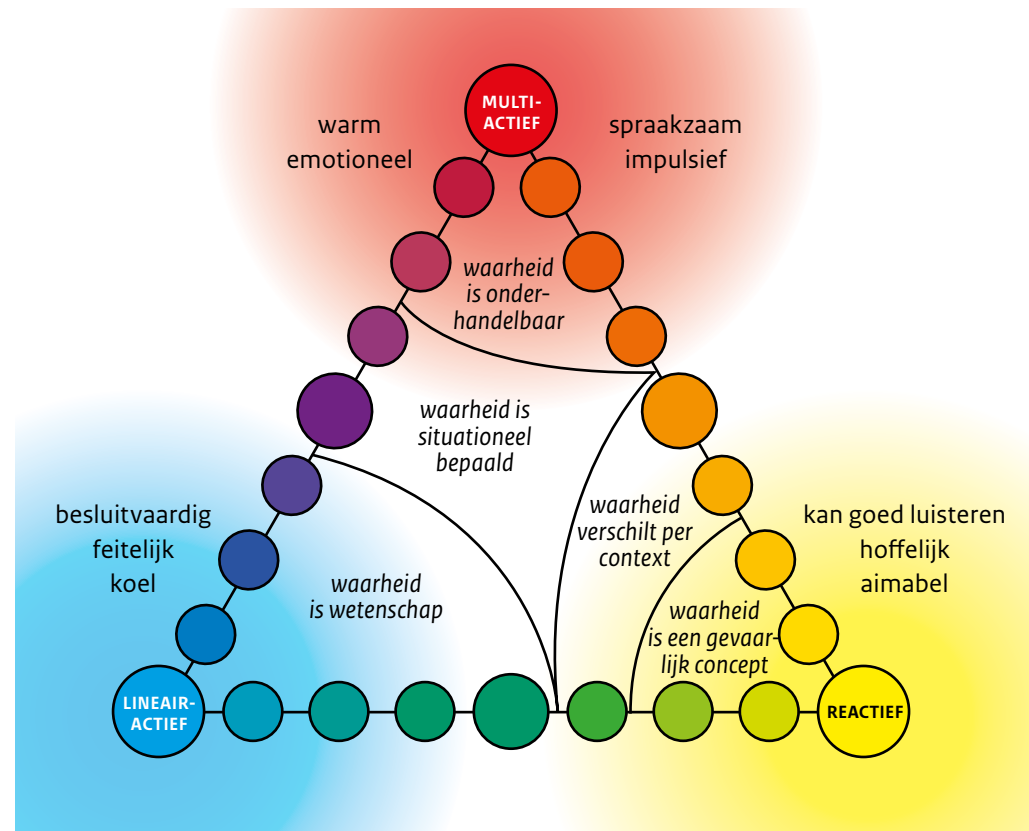 MULTI-
ACTIEF
warm
emotioneel
spraakzaam
impulsief
waarheid
is onder-
handelbaar
waarheid is
situationeel
bepaald
besluitvaardig
feitelijk
koel
waarheid
verschilt per
context
kan goed luisteren
hoffelijk
aimabel
waarheid
is wetenschap
waarheid
is een gevaar-
lijk concept
LINEAIR-
ACTIEF
REACTIEF